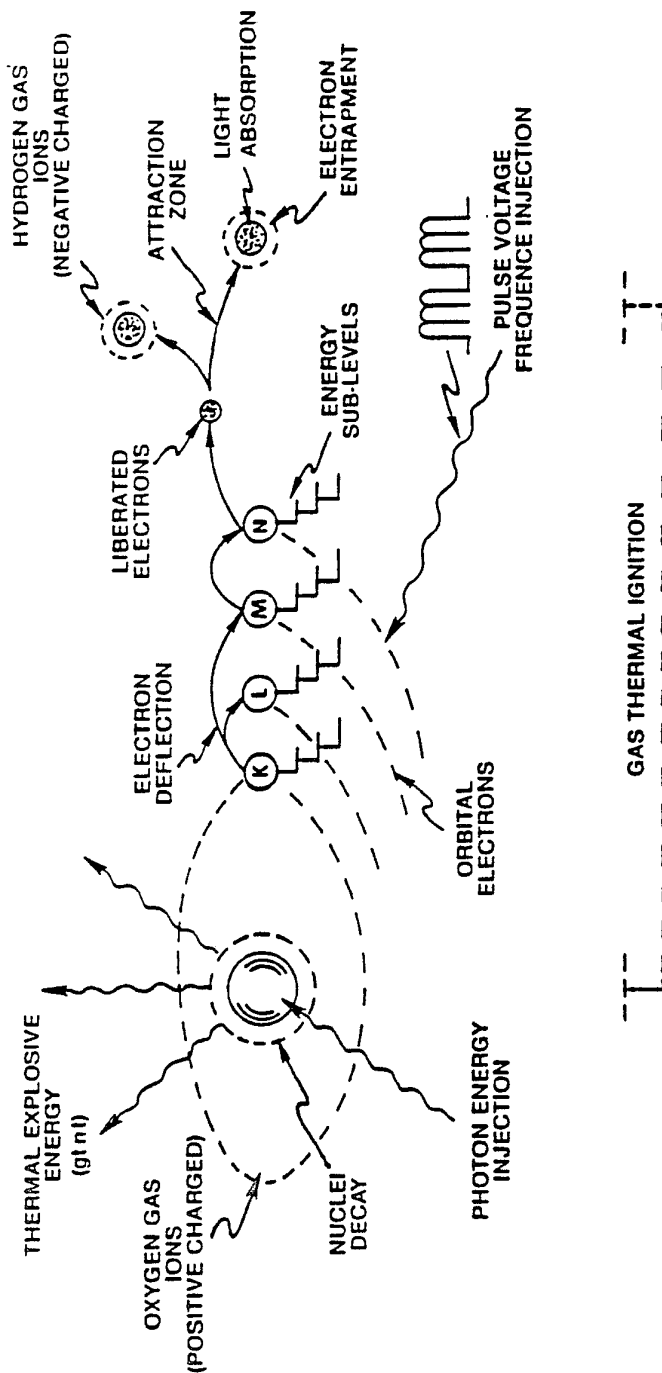 THERMAL EXPLOSIVE
ENERGY
(gtnt)
OXYGEN GAS
IONS
(POSITIVE CHARGED)
NUCLEI
DECAY
PHOTON ENERGY
INJECTION
ELECTRON
DEFLECTION
K
L
M
N
ORBITAL
ELECTRONS
LIBERATED
ELECTRONS
ENERGY
SUB-LEVELS
HYDROGEN GAS
IONS
(NEGATIVE CHARGED)
ATTRACTION
ZONE
LIGHT
ABSORPTION
ELECTRON
ENTRAPMENT
PULSE VOLTAGE
FREQUENCE INJECTION
GAS THERMAL IGNITION